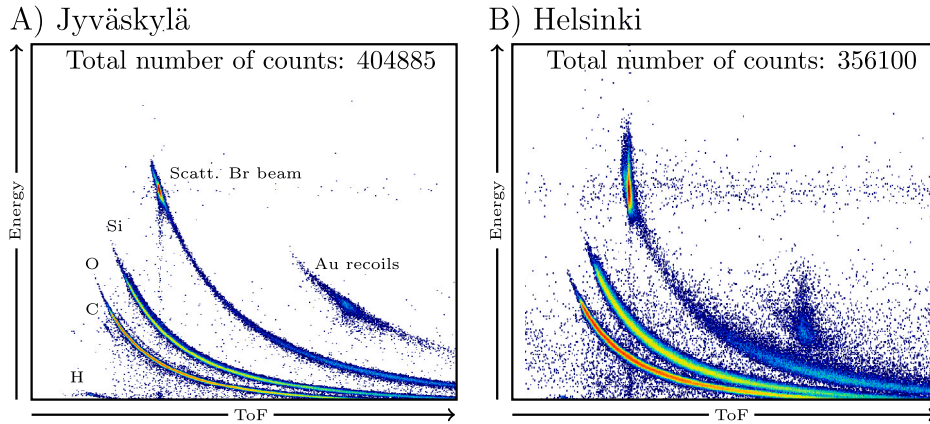 A) Jyväskylä
Total number of counts: 404885
Scatt. Br beam
Si
O
Au recoils
C
H
Energy
ToF
B) Helsinki
Total number of counts: 356100
Energy
ToF